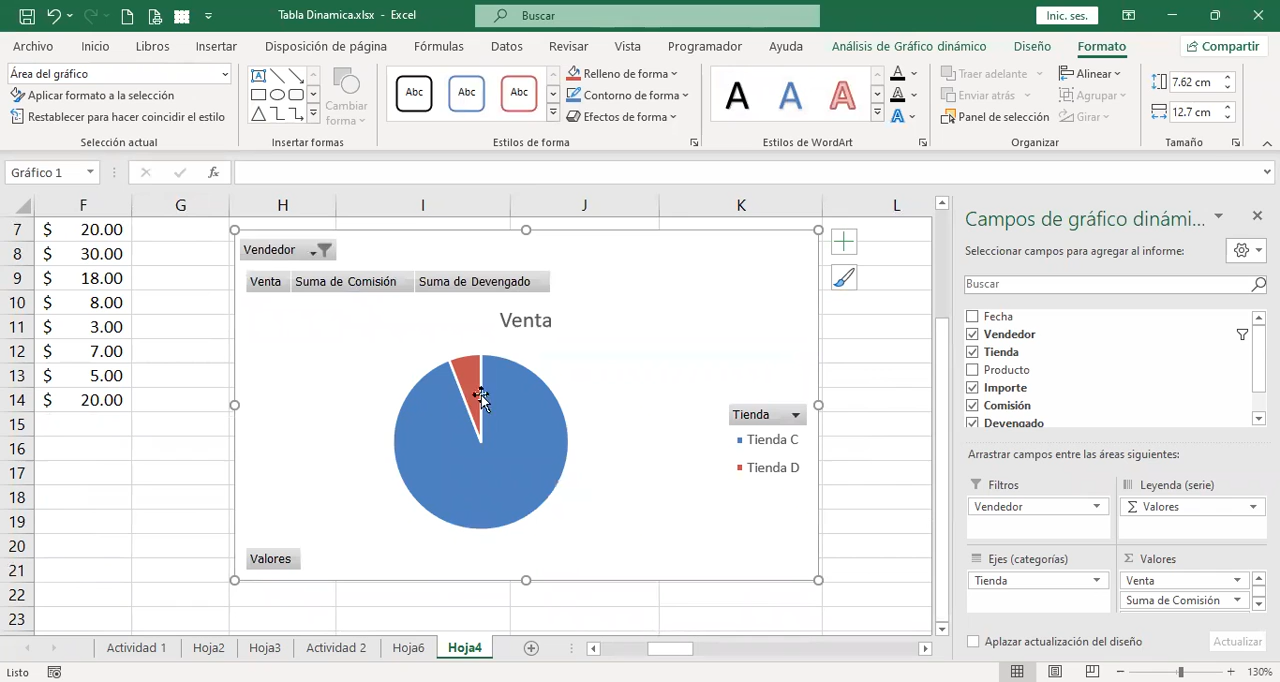 Tabla Dinamica.xlsx - Excel
Buscar
Inic. ses.
Archivo Inicio Libros Insertar Disposición de página Fórmulas Datos Revisar Vista Programador Ayuda Análisis de Gráfico dinámico Diseño Formato Compartir
Área del gráfico
Aplicar formato a la selección
Restablecer para hacer coincidir el estilo
Selección actual
Cambiar
forma
Insertar formas
Abc Abc Abc
Relleno de forma
Contorno de forma
Efectos de forma
Estilos de forma
A A A
A
A
A
Estilos de WordArt
Traer adelante
Enviar atrás
Panel de selección
Alinear
Agrupar
Girar
Organizar
7.62 cm
12.7 cm
Tamaño
Gráfico 1
fx
F G H I J K L
7 $ 20.00
8 $ 30.00
9 $ 18.00
10 $ 8.00
11 $ 3.00
12 $ 7.00
13 $ 5.00
14 $ 20.00
15
16
17
18
19
20
21
22
23
Vendedor
Venta Suma de Comisión Suma de Devengado
Venta
Tienda
Tienda C
Tienda D
Valores
Campos de gráfico dinámi...
Seleccionar campos para agregar al informe:
Buscar
Fecha
Vendedor
Tienda
Producto
Importe
Comisión
Devengado
Arrastrar campos entre las áreas siguientes:
Filtros
Vendedor
Leyenda (serie)
Σ Valores
Ejes (categorías)
Tienda
Σ Valores
Venta
Suma de Comisión
Aplazar actualización del diseño
Actualizar
Actividad 1 Hoja2 Hoja3 Actividad 2 Hoja6 Hoja4
Listo
130%